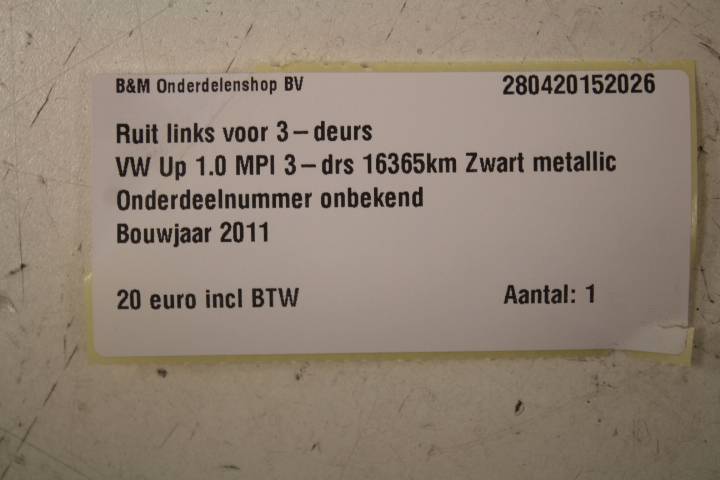 B&M Onderdelenshop BV 280420152026
Ruit links voor 3-deurs
VW Up 1.0 MPI 3-drs 16365km Zwart metallic
Onderdeelnummer onbekend
Bouwjaar 2011
20 euro incl BTW Aantal: 1